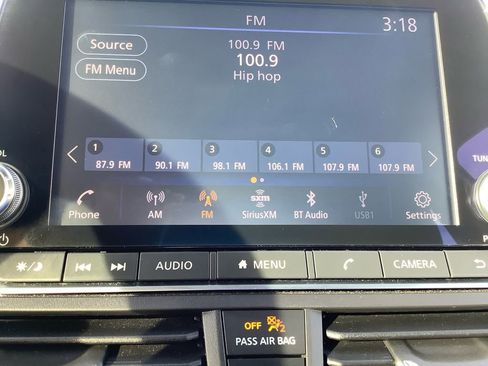 FM
3:18
Source
100.9 FM
FM Menu
100.9
Hip hop
1 2 3 4 5 6
87.9 FM 90.1 FM 98.1 FM 106.1 FM 107.9 FM 107.9 FM
sxm
Phone AM FM SiriusXM BT Audio USB1 Settings
AUDIO MENU CAMERA
OFF 2
PASS AIR BAG